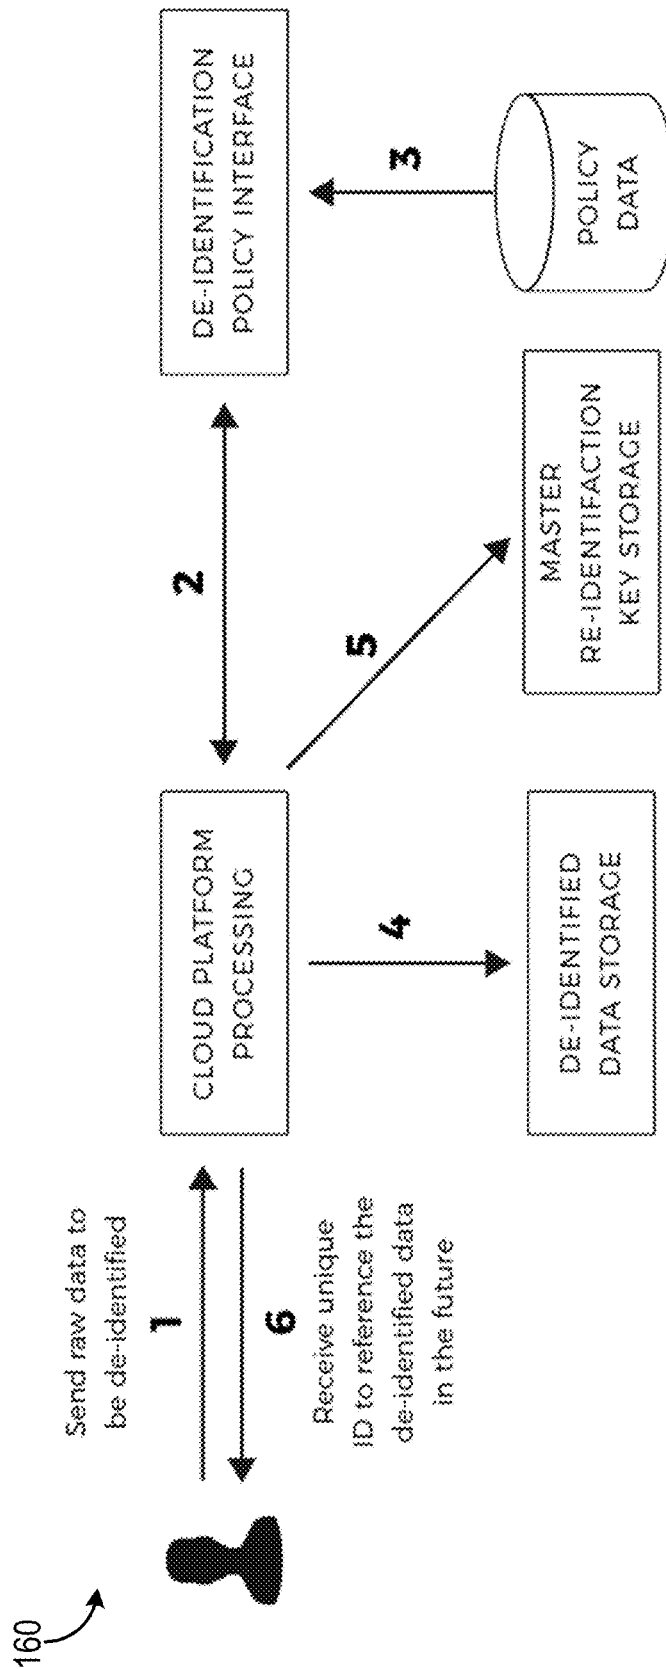 160
Send raw data to
be de-identified
1
6
Receive unique
ID to reference the
de-identified data
in the future
CLOUD PLATFORM
PROCESSING
2
DE-IDENTIFICATION
POLICY INTERFACE
4
5
3
DE-IDENTIFIED
DATA STORAGE
MASTER
RE-IDENTIFACTION
KEY STORAGE
POLICY
DATA